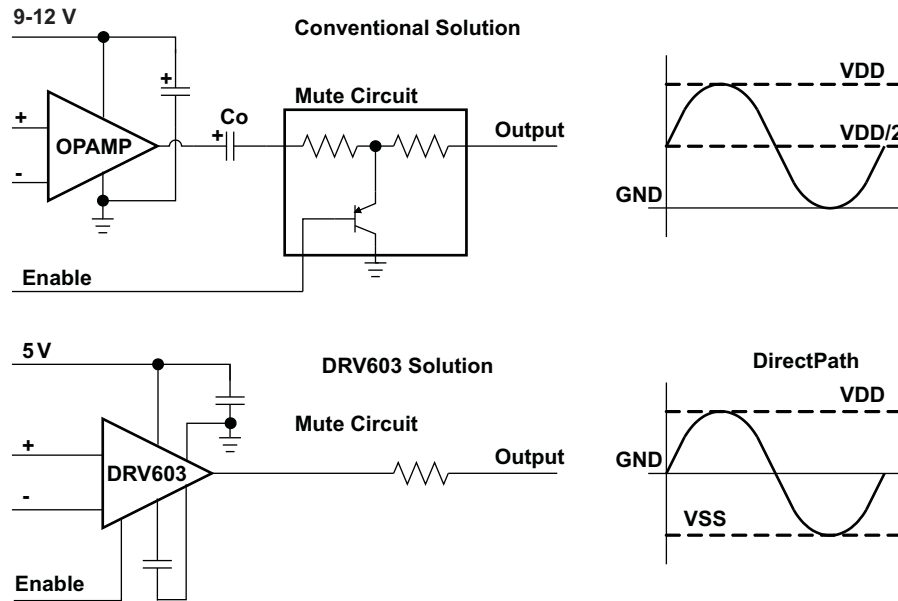 9-12 V
Conventional Solution
+
Mute Circuit
Co
+
+
OPAMP
-
Output
Enable
VDD
VDD/2
GND
5 V
DRV603 Solution
Mute Circuit
+
DRV603
-
Output
Enable
DirectPath
VDD
GND
VSS